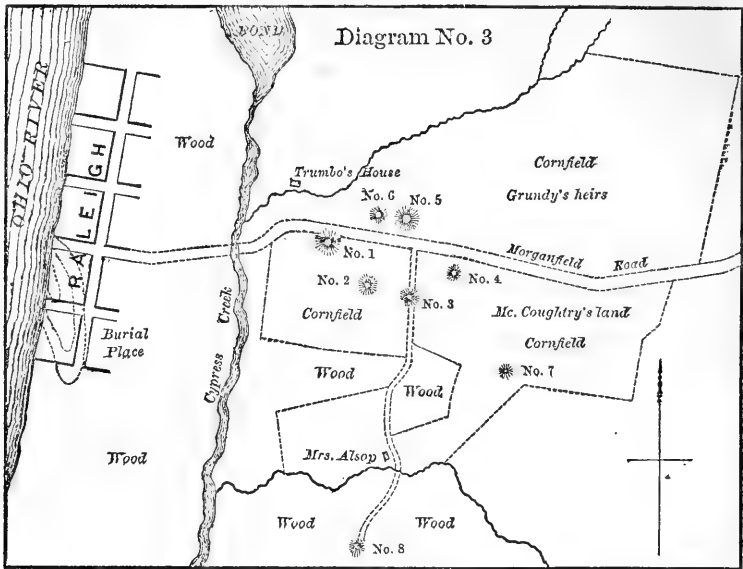 Diagram No. 3
POND
OHIO RIVER
RALEIGH
Wood
Trumbo's House
Cornfield
Grundy's heirs
No. 6
No. 5
No. 1
Morganfield Road
No. 2
No. 4
No. 3
Cornfield
Mc. Coughtry's land
Cornfield
Burial
Place
Cypress Creek
Wood
Wood
No. 7
Wood
Mrs. Alsop
Wood
Wood
No. 8